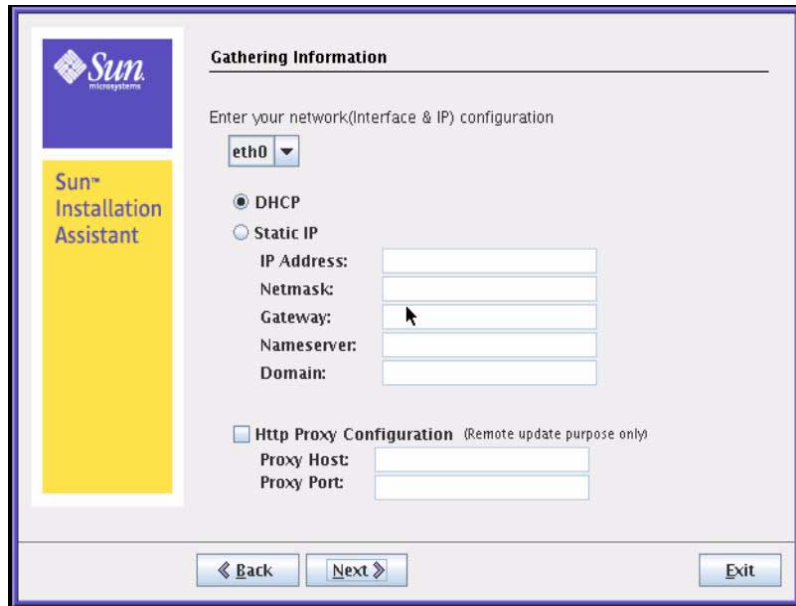 Sun
microsystems
Sun™
Installation
Assistant
Gathering Information
Enter your network(Interface & IP) configuration
eth0
DHCP
Static IP
IP Address:
Netmask:
Gateway:
Nameserver:
Domain:
Http Proxy Configuration (Remote update purpose only)
Proxy Host:
Proxy Port:
Back
Next
Exit